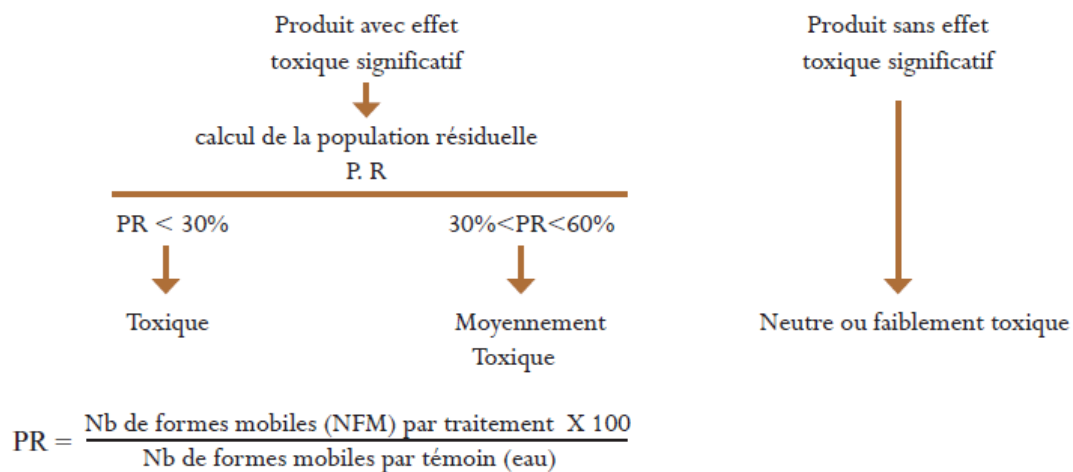 Produit avec effet
toxique significatif
Produit sans effet
toxique significatif
calcul de la population résiduelle
P. R
PR < 30%
30%<PR<60%
Toxique
Moyennement
Toxique
Neutre ou faiblement toxique
PR = Nb de formes mobiles (NFM) par traitement X 100
Nb de formes mobiles par témoin (eau)